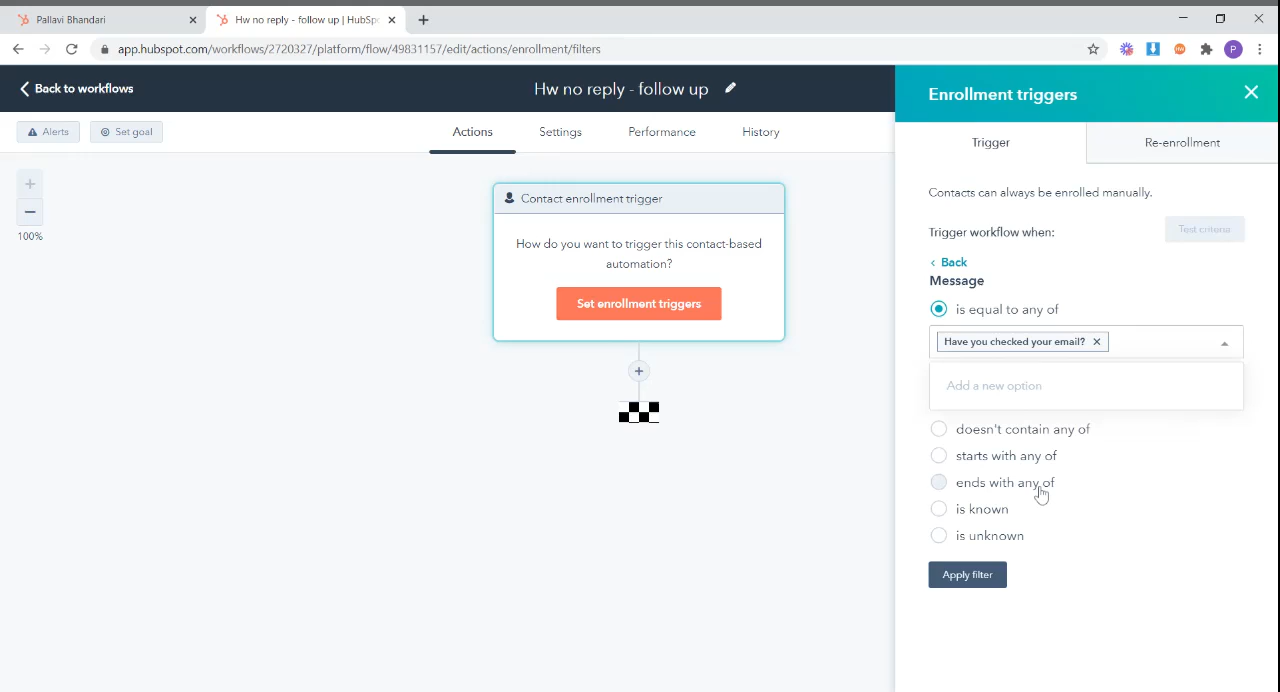 Pallavi Bhandari
Hw no reply - follow up | HubSp
app.hubspot.com/workflows/2720327/platform/flow/49831157/edit/actions/enrollment/filters
P
Back to workflows
Hw no reply - follow up
Enrollment triggers
Alerts
Set goal
Actions
Settings
Performance
History
Trigger
Re-enrollment
100%
Contact enrollment trigger
How do you want to trigger this contact-based
automation?
Set enrollment triggers
Contacts can always be enrolled manually.
Trigger workflow when:
Test criteria
Back
Message
is equal to any of
Have you checked your email?
Add a new option
doesn't contain any of
starts with any of
ends with any of
is known
is unknown
Apply filter